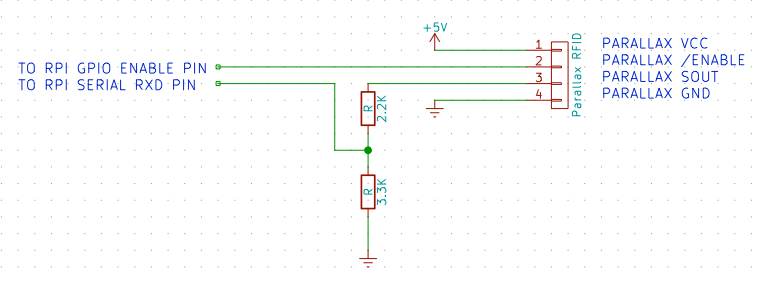 +5V
1
2
3
4
Parallax RFID
PARALLAX VCC
PARALLAX /ENABLE
PARALLAX SOUT
PARALLAX GND
TO RPI GPIO ENABLE PIN
TO RPI SERIAL RXD PIN
R
2.2K
R
3.3K